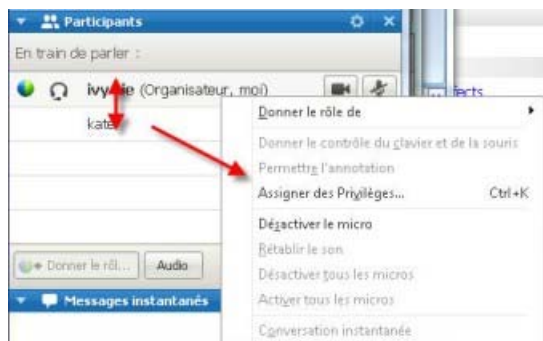 Participants
En train de parler :
(Organisateur, moi)
kate
Donner le rôle de
Donner le contrôle du clavier et de la souris
Permettre l'annotation
Assigner des Privilèges... Ctrl+K
Désactiver le micro
Rétablir le son
Désactiver tous les micros
Activer tous les micros
Conversation instantanée
Donner le rôl... Audio
Messages instantanés